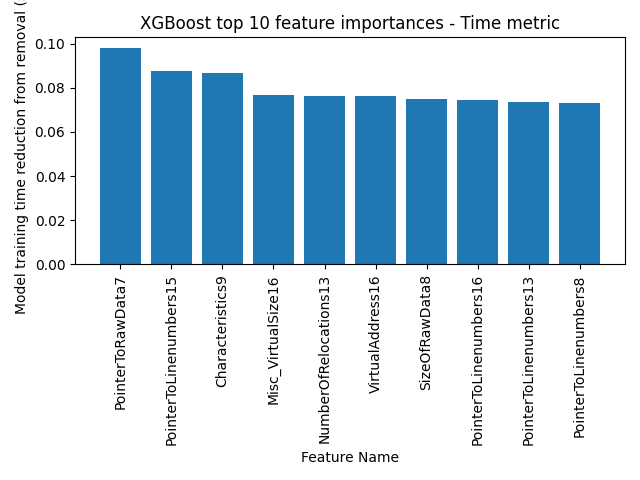 XGBoost top 10 feature importances - Time metric
Model training time reduction from removal (
0.10
0.08
0.06
0.04
0.02
0.00
PointerToRawData7
PointerToLinenumbers15
Characteristics9
Misc_VirtualSize16
NumberOfRelocations13
VirtualAddress16
SizeOfRawData8
PointerToLinenumbers16
PointerToLinenumbers13
PointerToLinenumbers8
Feature Name